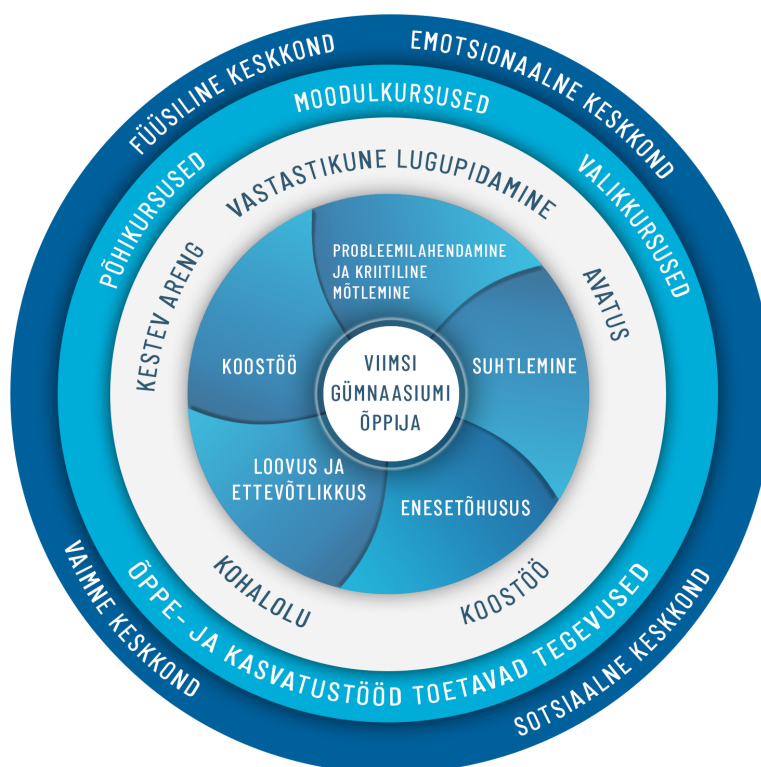 FÜÜSILINE KESKKOND
EMOTSIONAALNE KESKKOND
MOODULKURSUSED
PÕHIKURSUSED
VALIKKURSUSED
VASTASTIKUNE LUGUPIDAMINE
KESTEV ARENG
AVATUS
PROBLEEMILAHENDAMINE
JA KRIITILINE
MÕTLEMINE
KOOSTÖÖ
SUHTLEMINE
VIIMSI
GÜMNAASIUMI
ÕPPIJA
LOOVUS JA
ETTEVÕTLIKKUS
ENESETÕHUSUS
KOHALOLU
KOOSTÖÖ
ÕPPE- JA KASVATUSTÖÖD TOETAVAD TEGEVUSED
VAIMNE KESKKOND
SOTSIAALNE KESKKOND